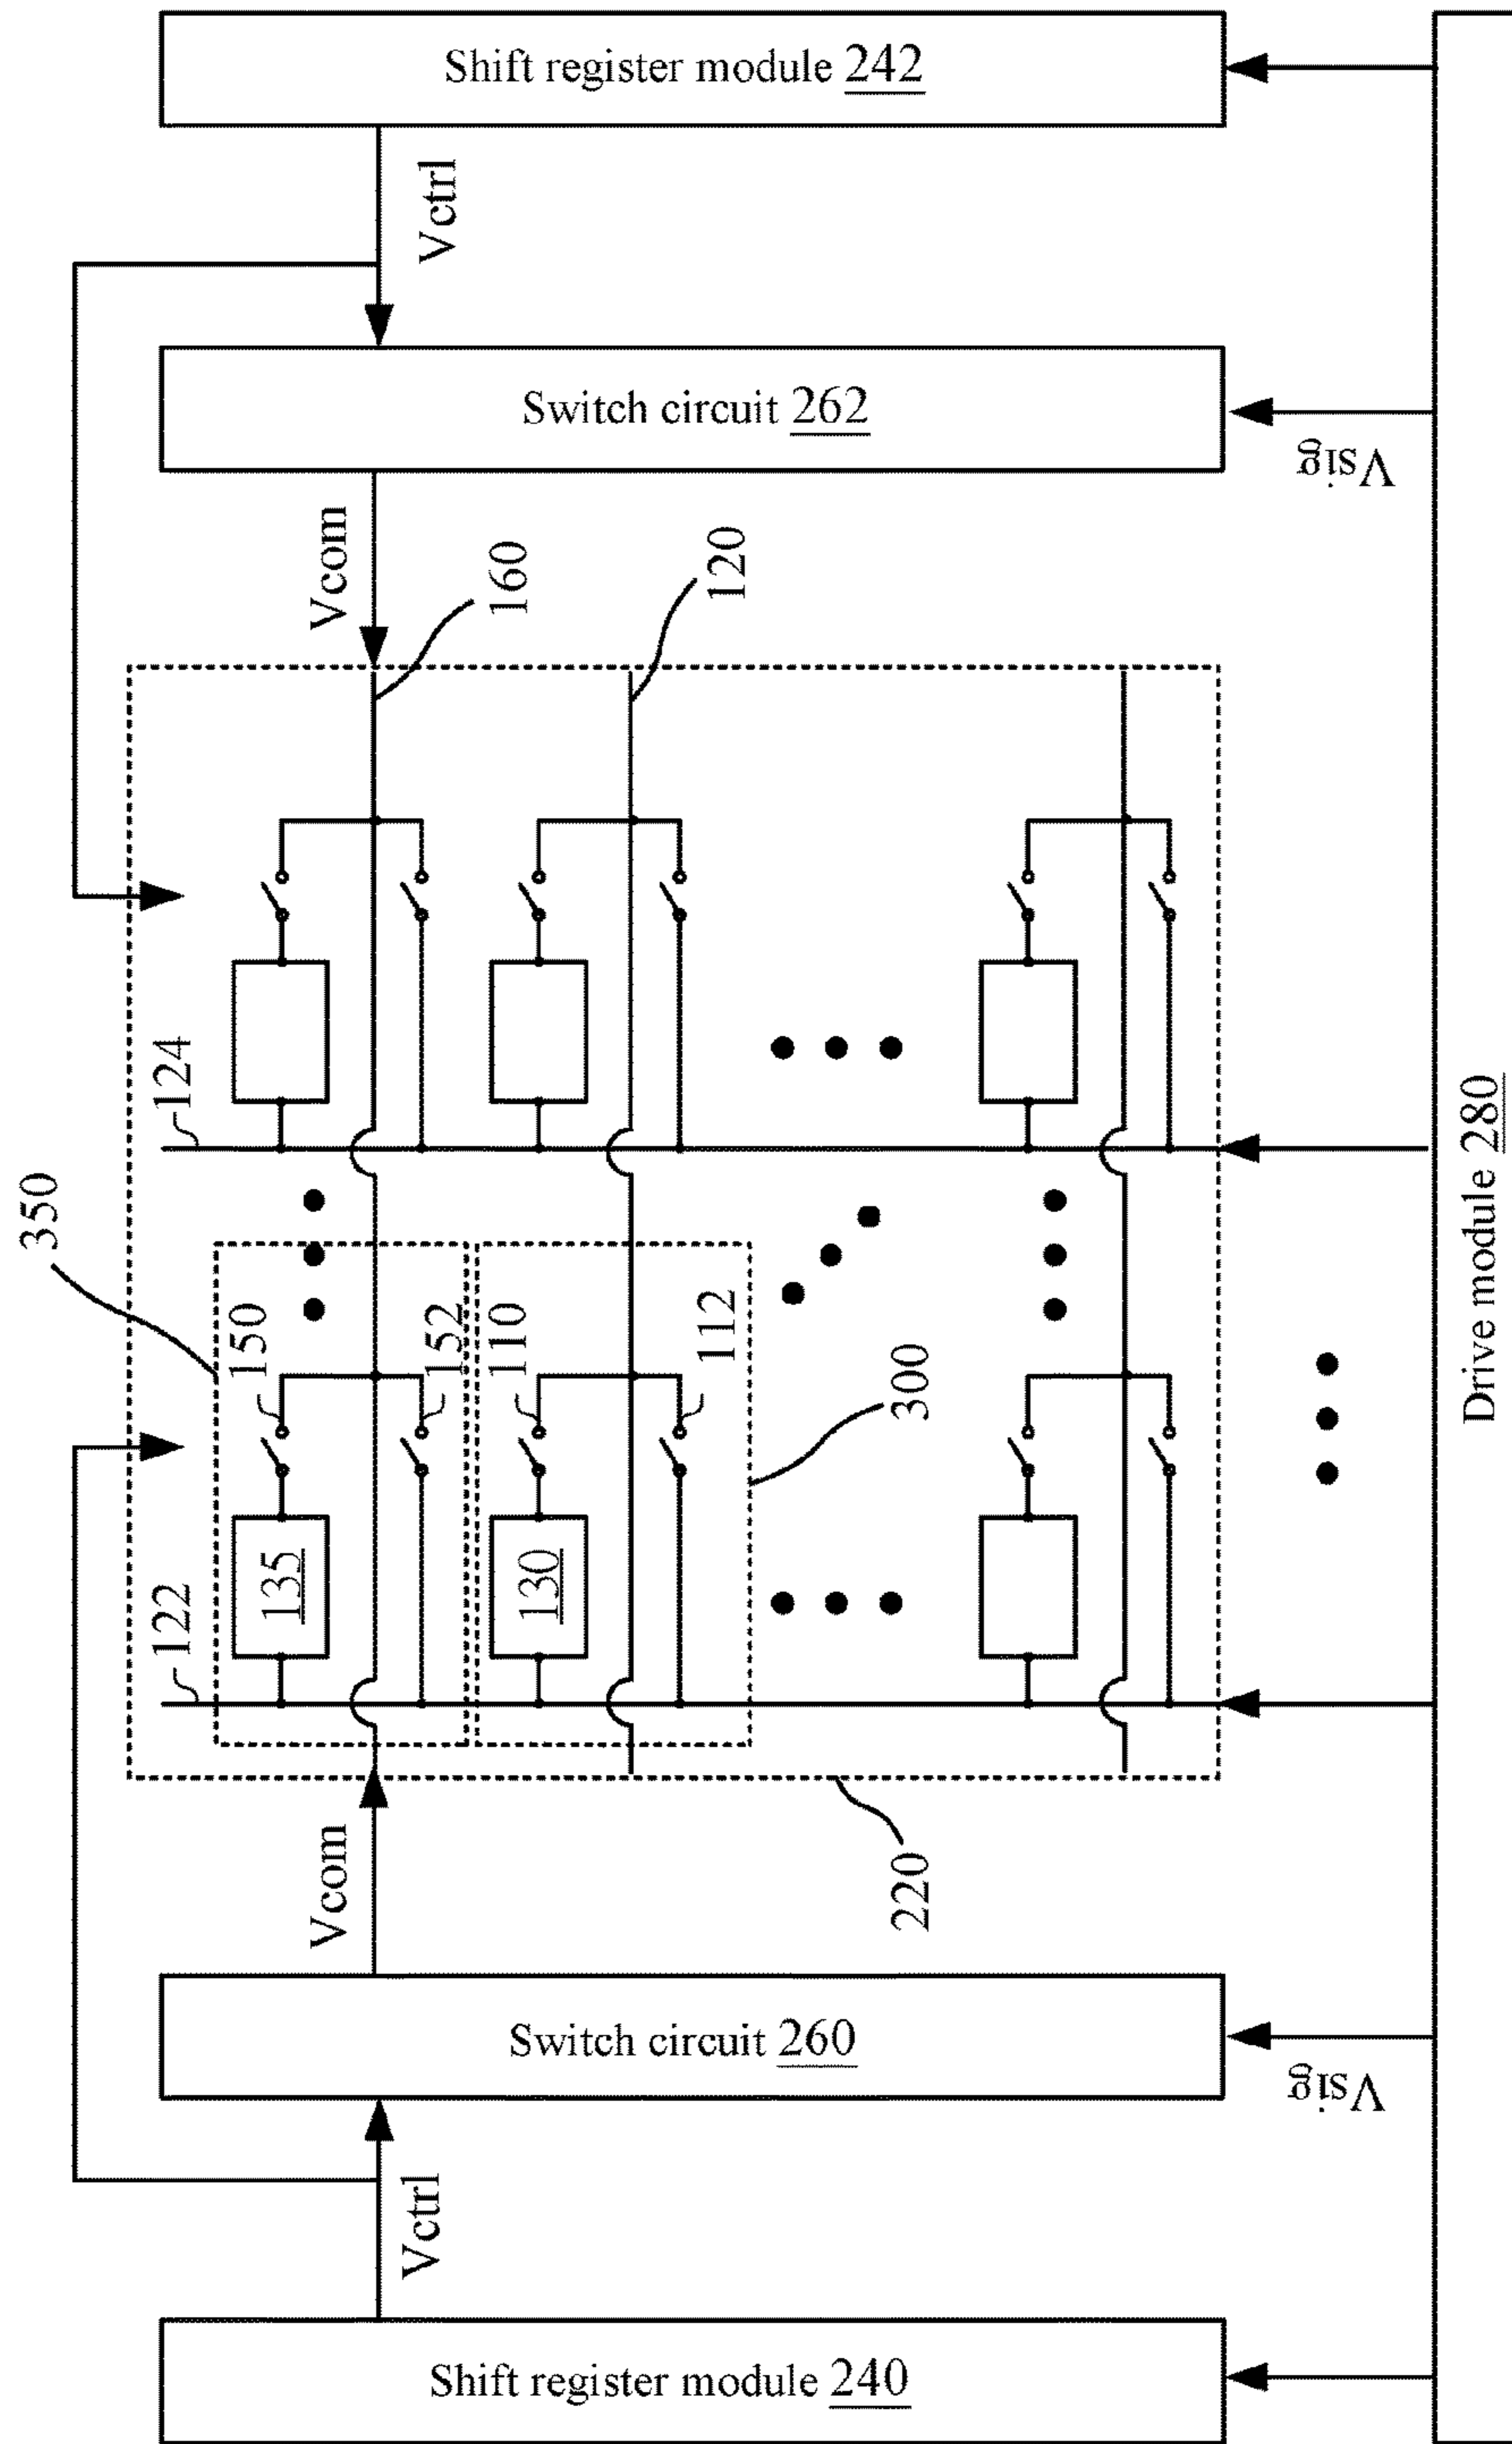 Shift register module 242
Vctrl
Switch circuit 262
Vsig
Vcom
160
120
124
350
150
152
110
112
300
122
135
130
Drive module 280
220
Vcom
Switch circuit 260
Vsig
Vctrl
Shift register module 240